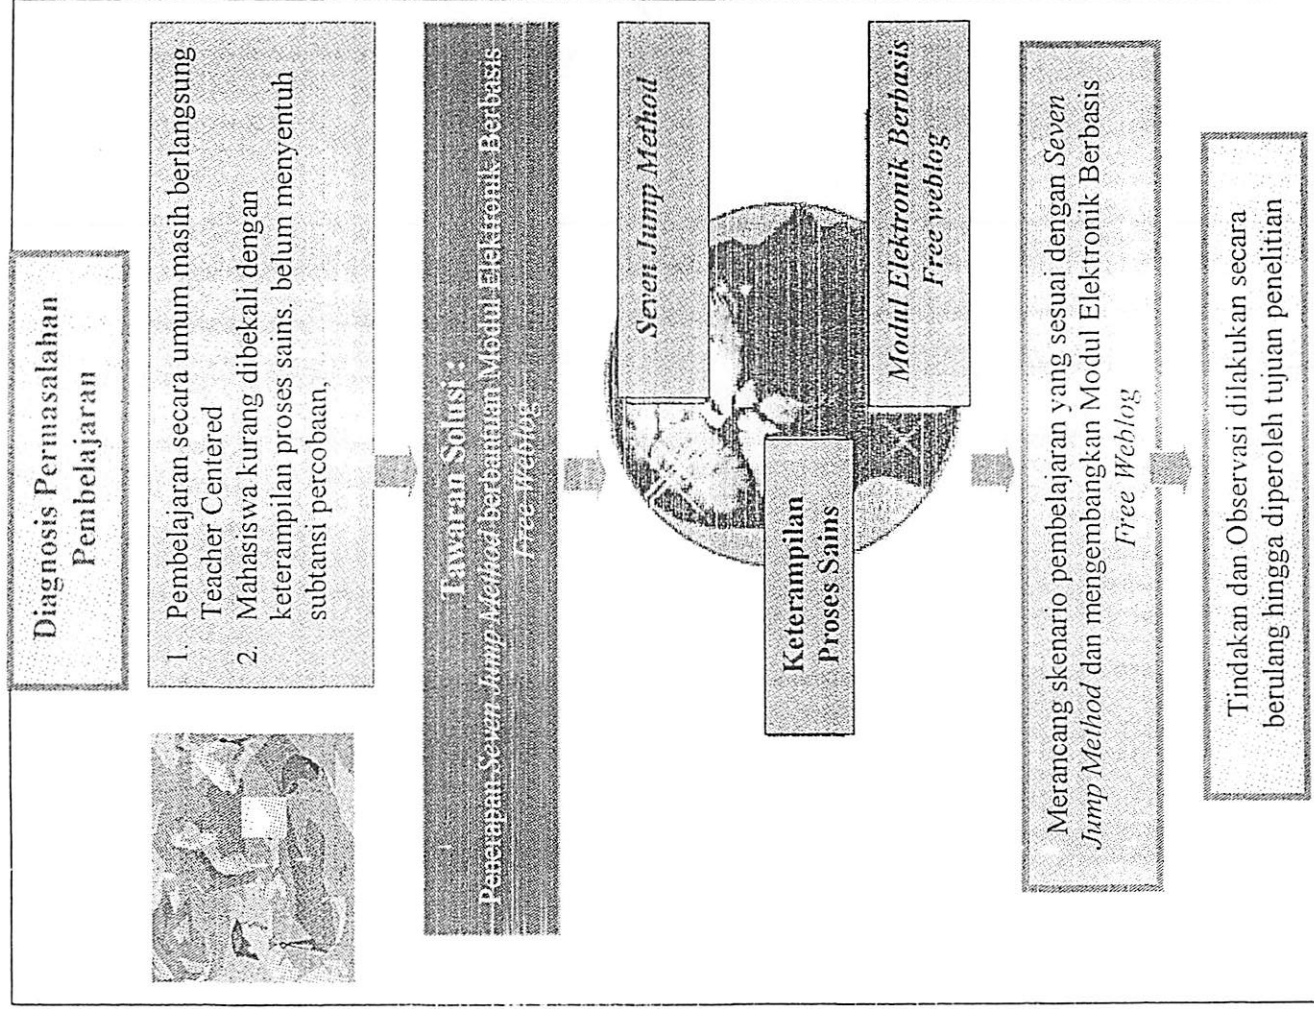 Diagnosis Permasalahan
Pembelajaran
1. Pembelajaran secara umum masih berlangsung
Teacher Centered
2. Mahasiswa kurang dibekali dengan
keterampilan proses sains. belum menyentuh
subtansi percobaan,
Tawaran Solusi :
Penerapan Seven Jump Method berbantuan Modul Elektronik Berbasis
Free Weblog
Seven Jump Method
Keterampilan
Proses Sains
Modul Elektronik Berbasis
Free weblog
Merancang skenario pembelajaran yang sesuai dengan Seven
Jump Method dan mengembangkan Modul Elektronik Berbasis
Free Weblog
Tindakan dan Observasi dilakukan secara
berulang hingga diperoleh tujuan penelitian